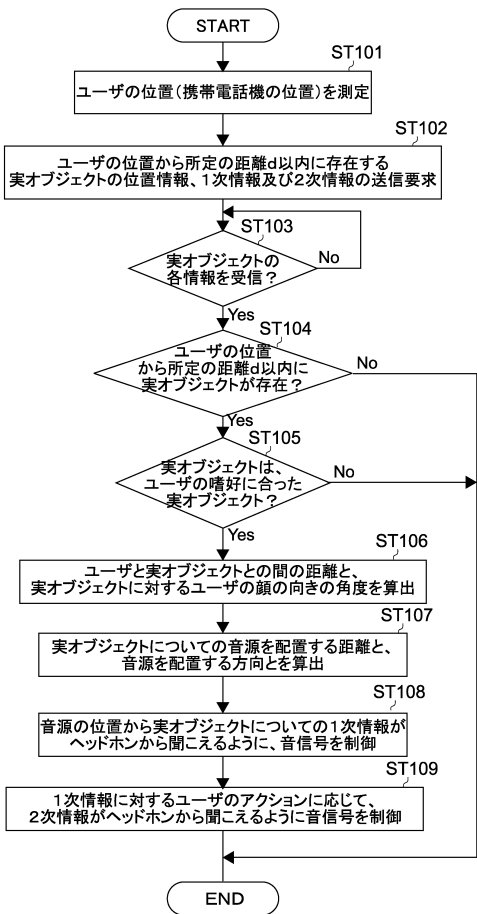 START
ST101
ユーザの位置（携帯電話機の位置）を測定
ST102
ユーザの位置から所定の距離d以内に存在する
実オブジェクトの位置情報、1次情報及び2次情報の送信要求
ST103
実オブジェクトの
各情報を受信？
No
Yes
ST104
ユーザの位置
から所定の距離d以内に
実オブジェクトが存在？
No
Yes
ST105
実オブジェクトは、
ユーザの嗜好に合った
実オブジェクト？
No
Yes
ST106
ユーザと実オブジェクトとの間の距離と、
実オブジェクトに対するユーザの顔の向きの角度を算出
ST107
実オブジェクトについての音源を配置する距離と、
音源を配置する方向とを算出
ST108
音源の位置から実オブジェクトについての1次情報が
ヘッドホンから聞こえるように、音信号を制御
ST109
1次情報に対するユーザのアクションに応じて、
2次情報がヘッドホンから聞こえるように音信号を制御
END